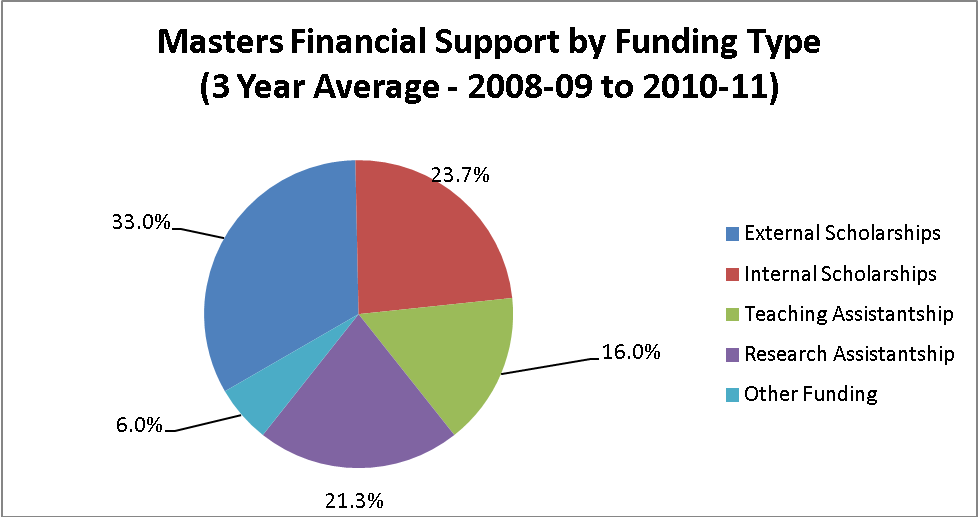 Masters Financial Support by Funding Type
(3 Year Average - 2008-09 to 2010-11)
23.7%
33.0%
External Scholarships
Internal Scholarships
Teaching Assistantship
16.0%
Research Assistantship
Other Funding
6.0%
21.3%